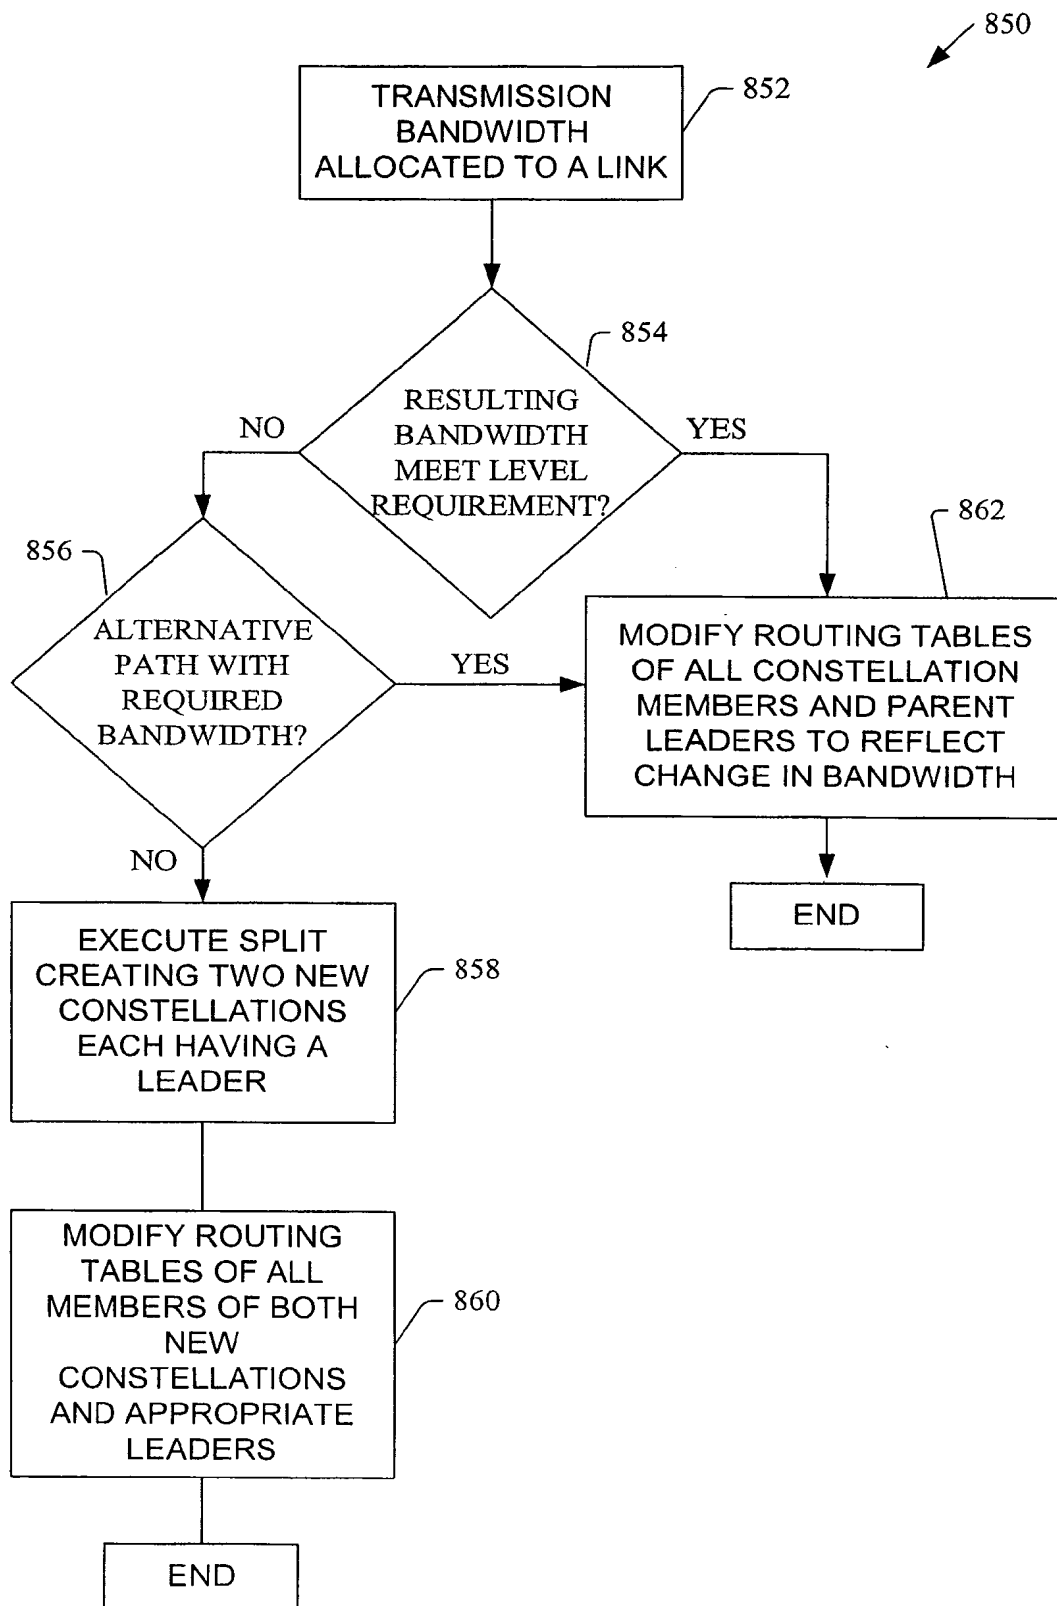 850
TRANSMISSION
BANDWIDTH
ALLOCATED TO A LINK
852
RESULTING
BANDWIDTH
MEET LEVEL
REQUIREMENT?
854
NO
YES
ALTERNATIVE
PATH WITH
REQUIRED
BANDWIDTH?
856
YES
NO
MODIFY ROUTING TABLES
OF ALL CONSTELLATION
MEMBERS AND PARENT
LEADERS TO REFLECT
CHANGE IN BANDWIDTH
862
END
EXECUTE SPLIT
CREATING TWO NEW
CONSTELLATIONS
EACH HAVING A
LEADER
858
MODIFY ROUTING
TABLES OF ALL
MEMBERS OF BOTH
NEW
CONSTELLATIONS
AND APPROPRIATE
LEADERS
860
END